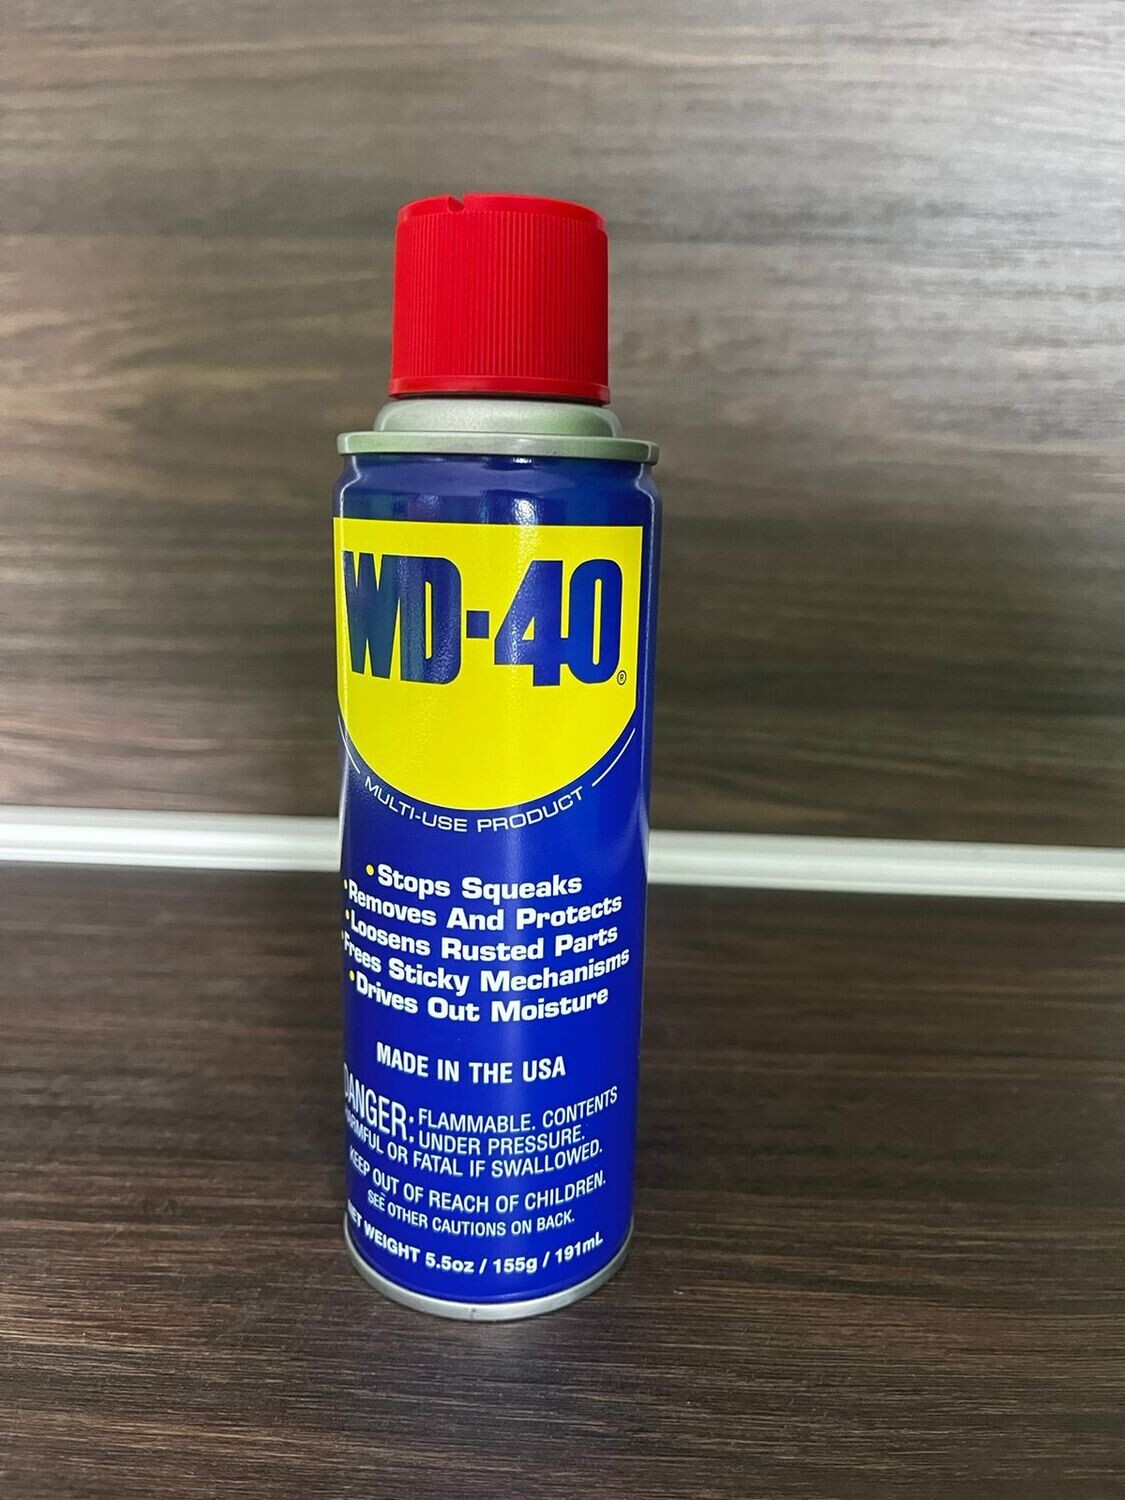 WD-40®
MULTI-USE PRODUCT
•Stops Squeaks
•Removes And Protects
•Loosens Rusted Parts
•Frees Sticky Mechanisms
•Drives Out Moisture
MADE IN THE USA
DANGER: FLAMMABLE. CONTENTS
UNDER PRESSURE.
HARMFUL OR FATAL IF SWALLOWED.
KEEP OUT OF REACH OF CHILDREN.
SEE OTHER CAUTIONS ON BACK.
NET WEIGHT 5.5oz / 155g / 191mL